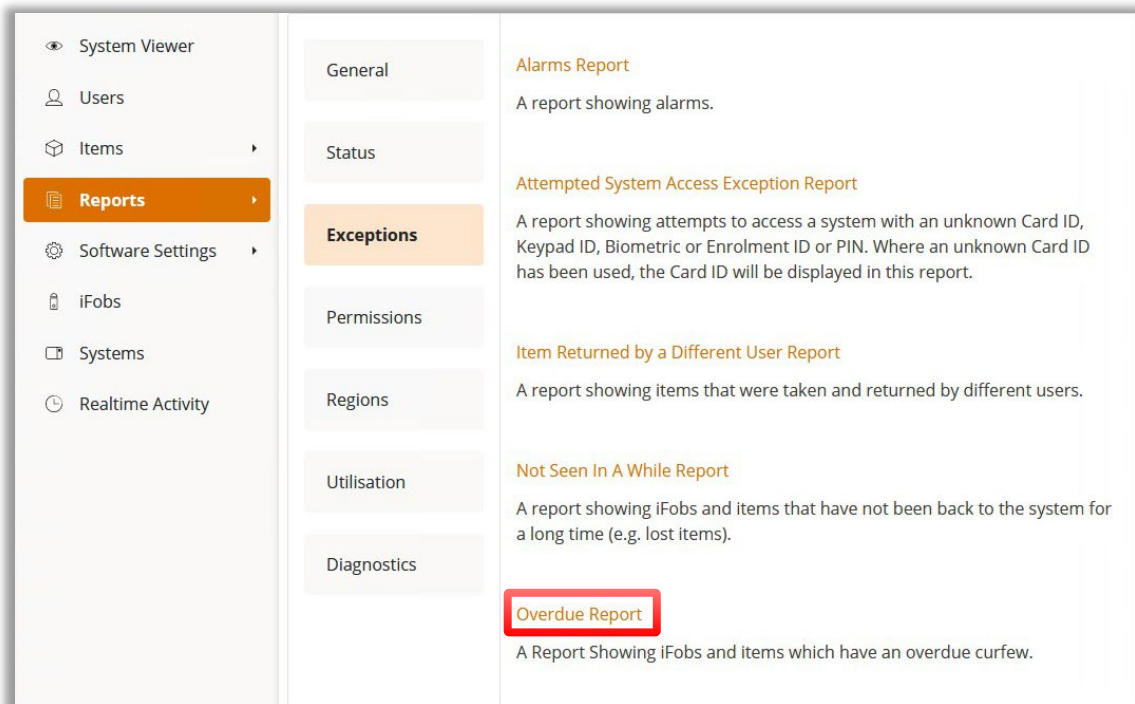 System Viewer
Users
Items
Reports
Software Settings
iFobs
Systems
Realtime Activity
General
Status
Exceptions
Permissions
Regions
Utilisation
Diagnostics
Alarms Report
A report showing alarms.
Attempted System Access Exception Report
A report showing attempts to access a system with an unknown Card ID,
Keypad ID, Biometric or Enrolment ID or PIN. Where an unknown Card ID
has been used, the Card ID will be displayed in this report.
Item Returned by a Different User Report
A report showing items that were taken and returned by different users.
Not Seen In A While Report
A report showing iFobs and items that have not been back to the system for
a long time (e.g. lost items).
Overdue Report
A Report Showing iFobs and items which have an overdue curfew.